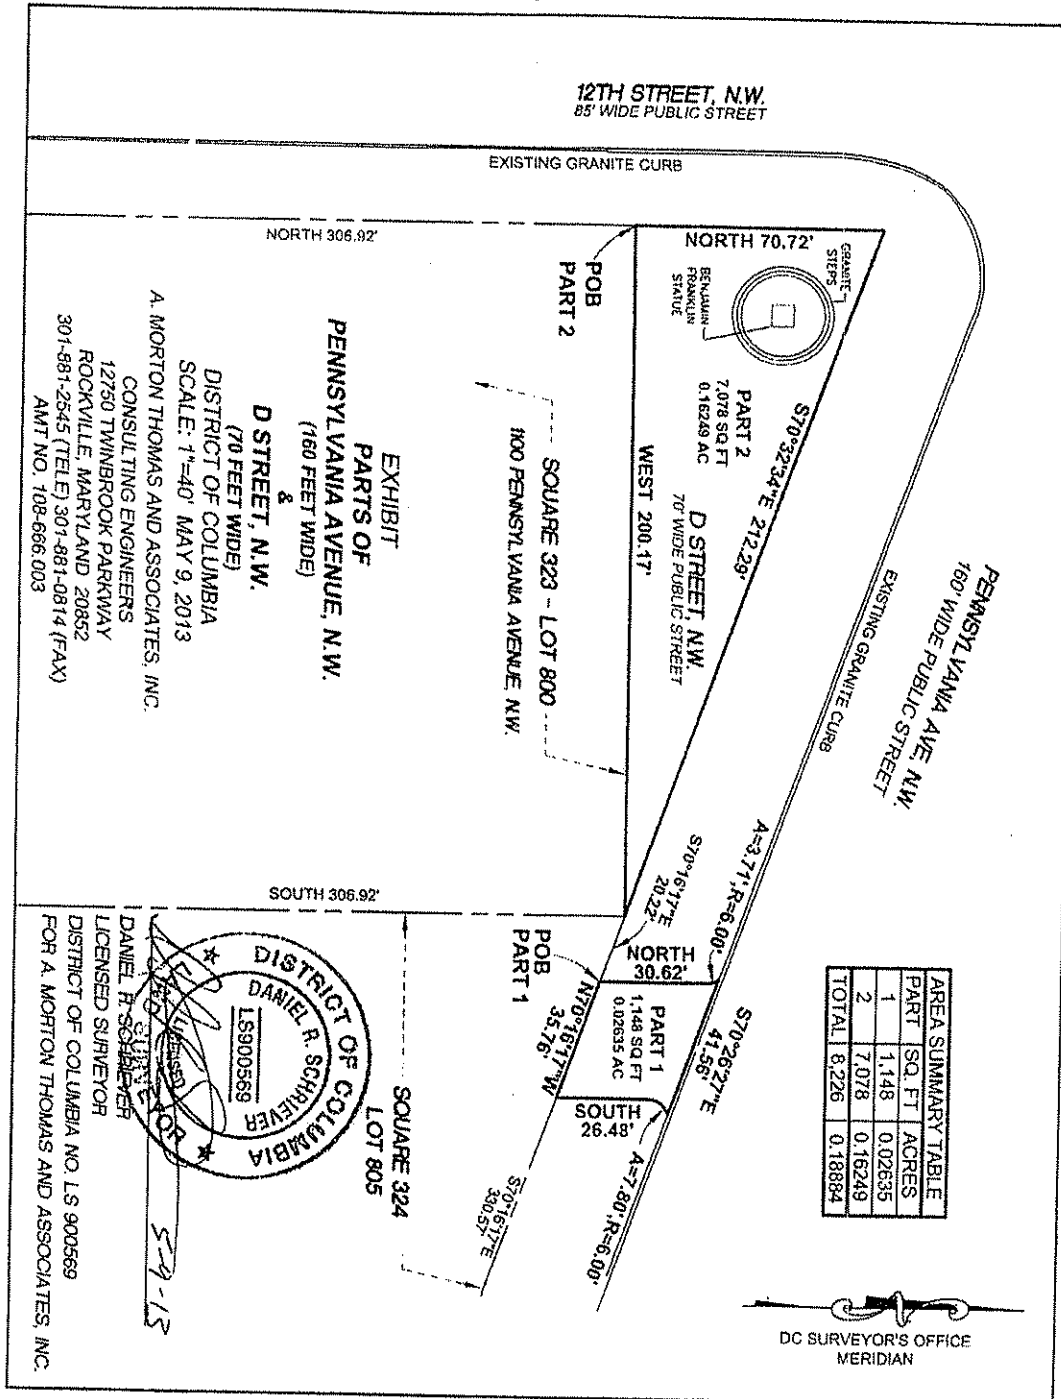 12TH STREET, N.W.
85' WIDE PUBLIC STREET
EXISTING GRANITE CURB
PENNSYLVANIA AVE, N.W.
160' WIDE PUBLIC STREET
EXISTING GRANITE CURB
NORTH 306.92'
NORTH 70.72'
GRANITE
STEPS
BENJAMIN
FRANKLIN
STATUE
POB
PART 2
PART 2
7,078 SQ FT
0.16249 AC
S70°32'34"E 212.29'
D STREET, N.W.
70' WIDE PUBLIC STREET
WEST 200.17'
SQUARE 323 - LOT 800
1100 PENNSYLVANIA AVENUE, N.W.
A=3.71', R=6.00'
S70°16'17"E
20.22'
NORTH
30.62'
S70°26'27"E
41.56'
POB
PART 1
PART 1
1,148 SQ FT
0.02635 AC
N70°16'17"W
35.76'
SOUTH
26.48'
A=7.80', R=6.00'
S70°16'17"E
330.57'
SOUTH 306.92'
SQUARE 324
LOT 805
AREA SUMMARY TABLE
PART SQ. FT ACRES
1 1,148 0.02635
2 7,078 0.16249
TOTAL 8,226 0.18884
DC SURVEYOR'S OFFICE
MERIDIAN
EXHIBIT
PARTS OF
PENNSYLVANIA AVENUE, N.W.
(160 FEET WIDE)
&
D STREET, N.W.
(70 FEET WIDE)
DISTRICT OF COLUMBIA
SCALE: 1"=40' MAY 9, 2013
A. MORTON THOMAS AND ASSOCIATES, INC.
CONSULTING ENGINEERS
12750 TWINBROOK PARKWAY
ROCKVILLE, MARYLAND 20852
301-881-2545 (TELE) 301-881-0814 (FAX)
AMT NO. 108-666.003
DISTRICT OF COLUMBIA
DANIEL R. SCHRIEVER
LS900569
LICENSED
SURVEYOR
5-9-13
DANIEL R. SCHRIEVER
LICENSED SURVEYOR
DISTRICT OF COLUMBIA NO. LS 900569
FOR A. MORTON THOMAS AND ASSOCIATES, INC.